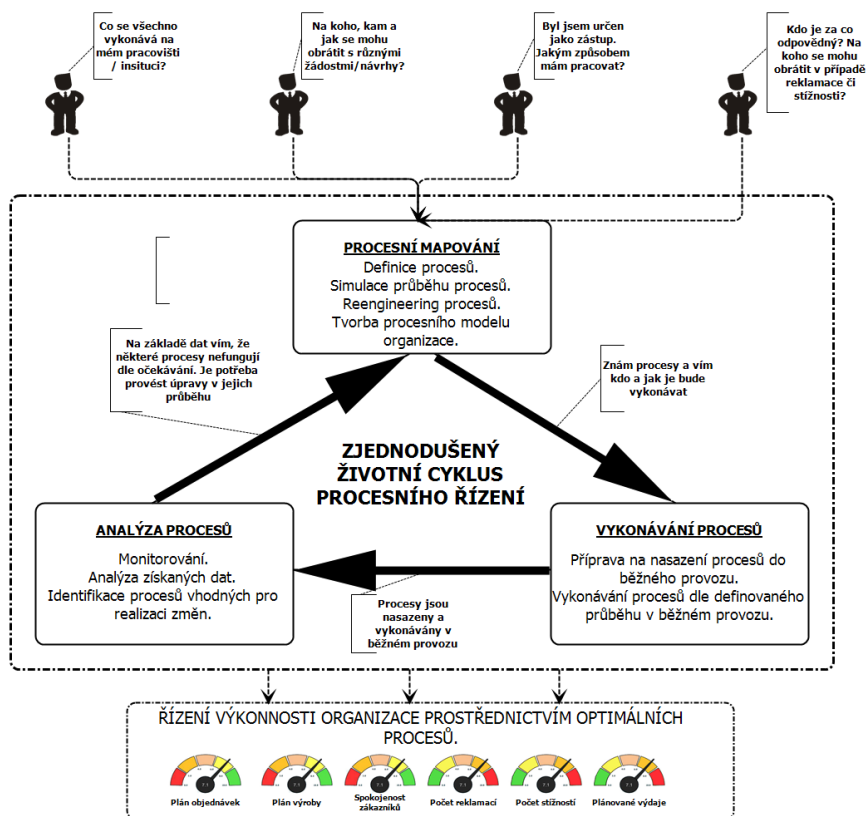 Co se všechno
vykonává na
mém pracovišti
/ insituci?
Na koho, kam a
jak se mohu
obrátit s různými
žádostmi/návrhy?
Byl jsem určen
jako zástup.
Jakým způsobem
mám pracovat?
Kdo je za co
odpovědný? Na
koho se mohu
obrátit v případě
reklamace či
stížnosti?
PROCESNÍ MAPOVÁNÍ
Definice procesů.
Simulace průběhu procesů.
Reengineering procesů.
Tvorba procesního modelu
organizace.
Na základě dat vím, že
některé procesy nefungují
dle očekávání. Je potřeba
provést úpravy v jejich
průběhu
Znám procesy a vím
kdo a jak je bude
vykonávat
ZJEDNODUŠENÝ
ŽIVOTNÍ CYKLUS
PROCESNÍHO ŘÍZENÍ
ANALÝZA PROCESŮ
Monitorování.
Analýza získaných dat.
Identifikace procesů vhodných pro
realizaci změn.
VYKONÁVÁNÍ PROCESŮ
Příprava na nasazení procesů do
běžného provozu.
Vykonávání procesů dle definovaného
průběhu v běžném provozu.
Procesy jsou
nasazeny a
vykonávány v
běžném provozu
ŘÍZENÍ VÝKONNOSTI ORGANIZACE PROSTŘEDNICTVÍM OPTIMÁLNÍCH
PROCESŮ.
Plán objednávek
Plán výroby
Spokojenost
zákazníků
Počet reklamací
Počet stížností
Plánované výdaje